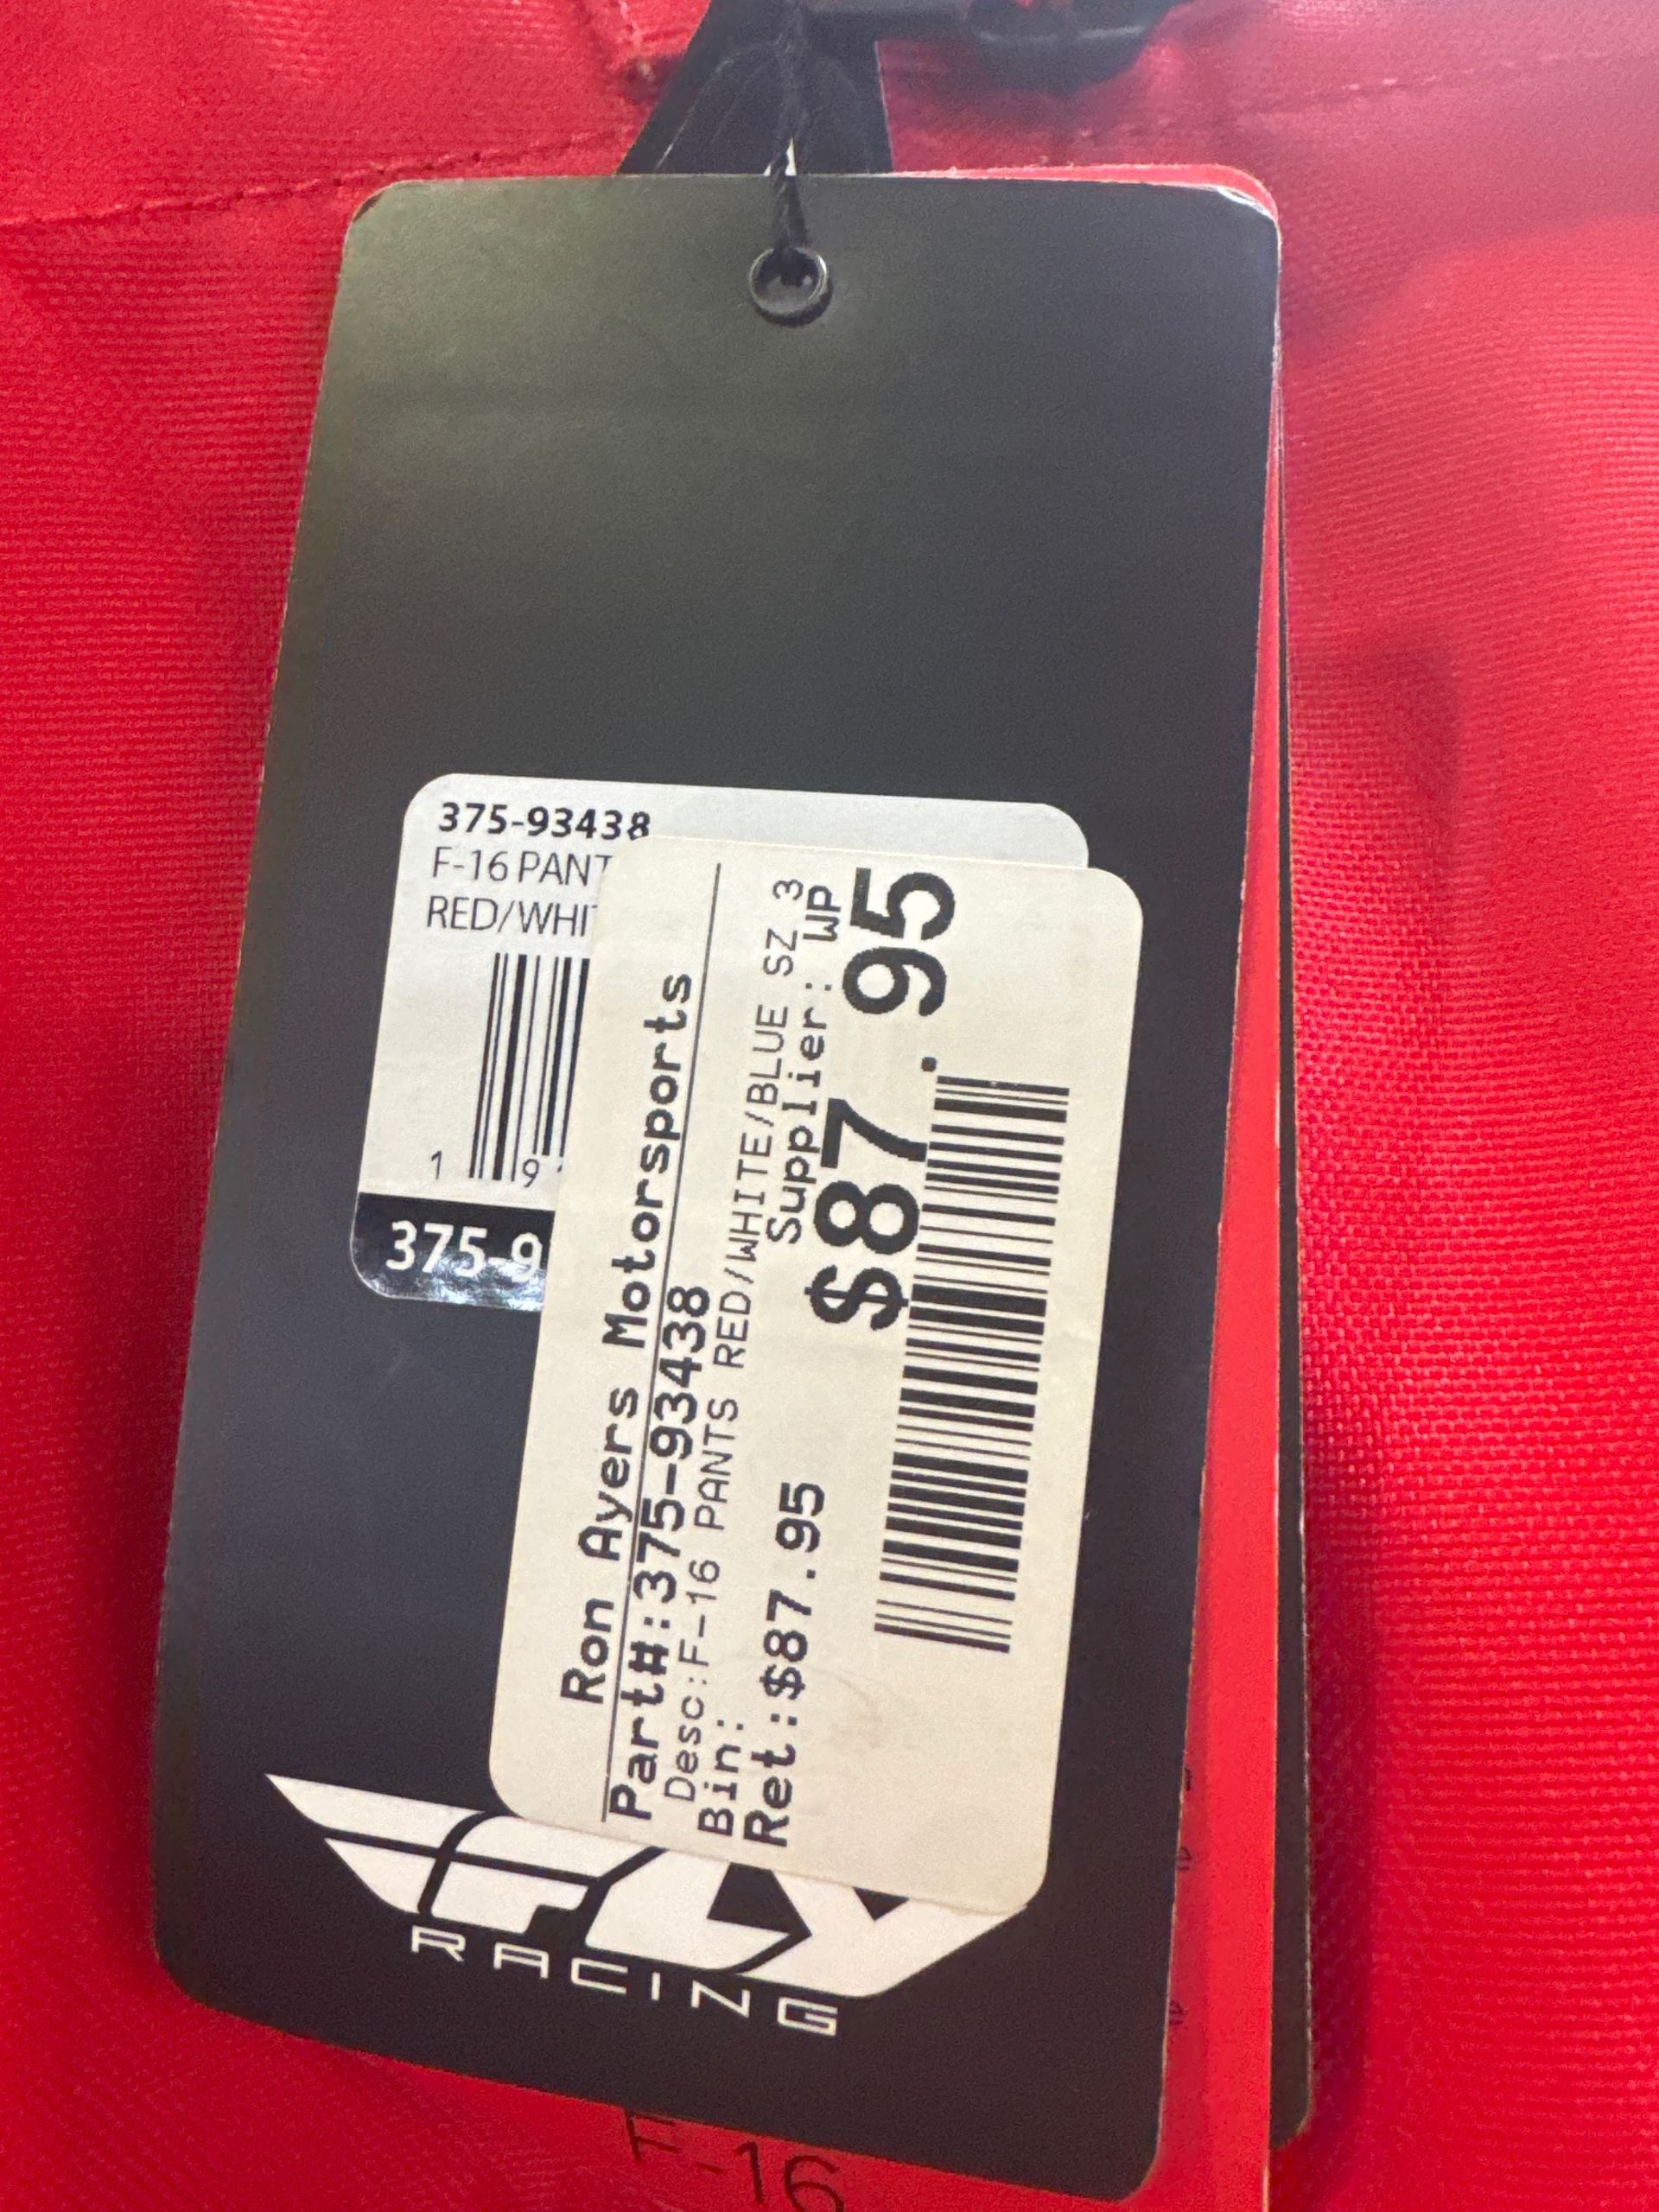 375-93438
F-16 PANT
RED/WHI
1 9
375-9
Ron Ayers Motorsports
Part#:375-93438
Desc:F-16 PANTS RED/WHITE/BLUE SZ 3
Bin: Supplier: WP
Ret:$87.95 $87.95
FLY
RACING
F-16